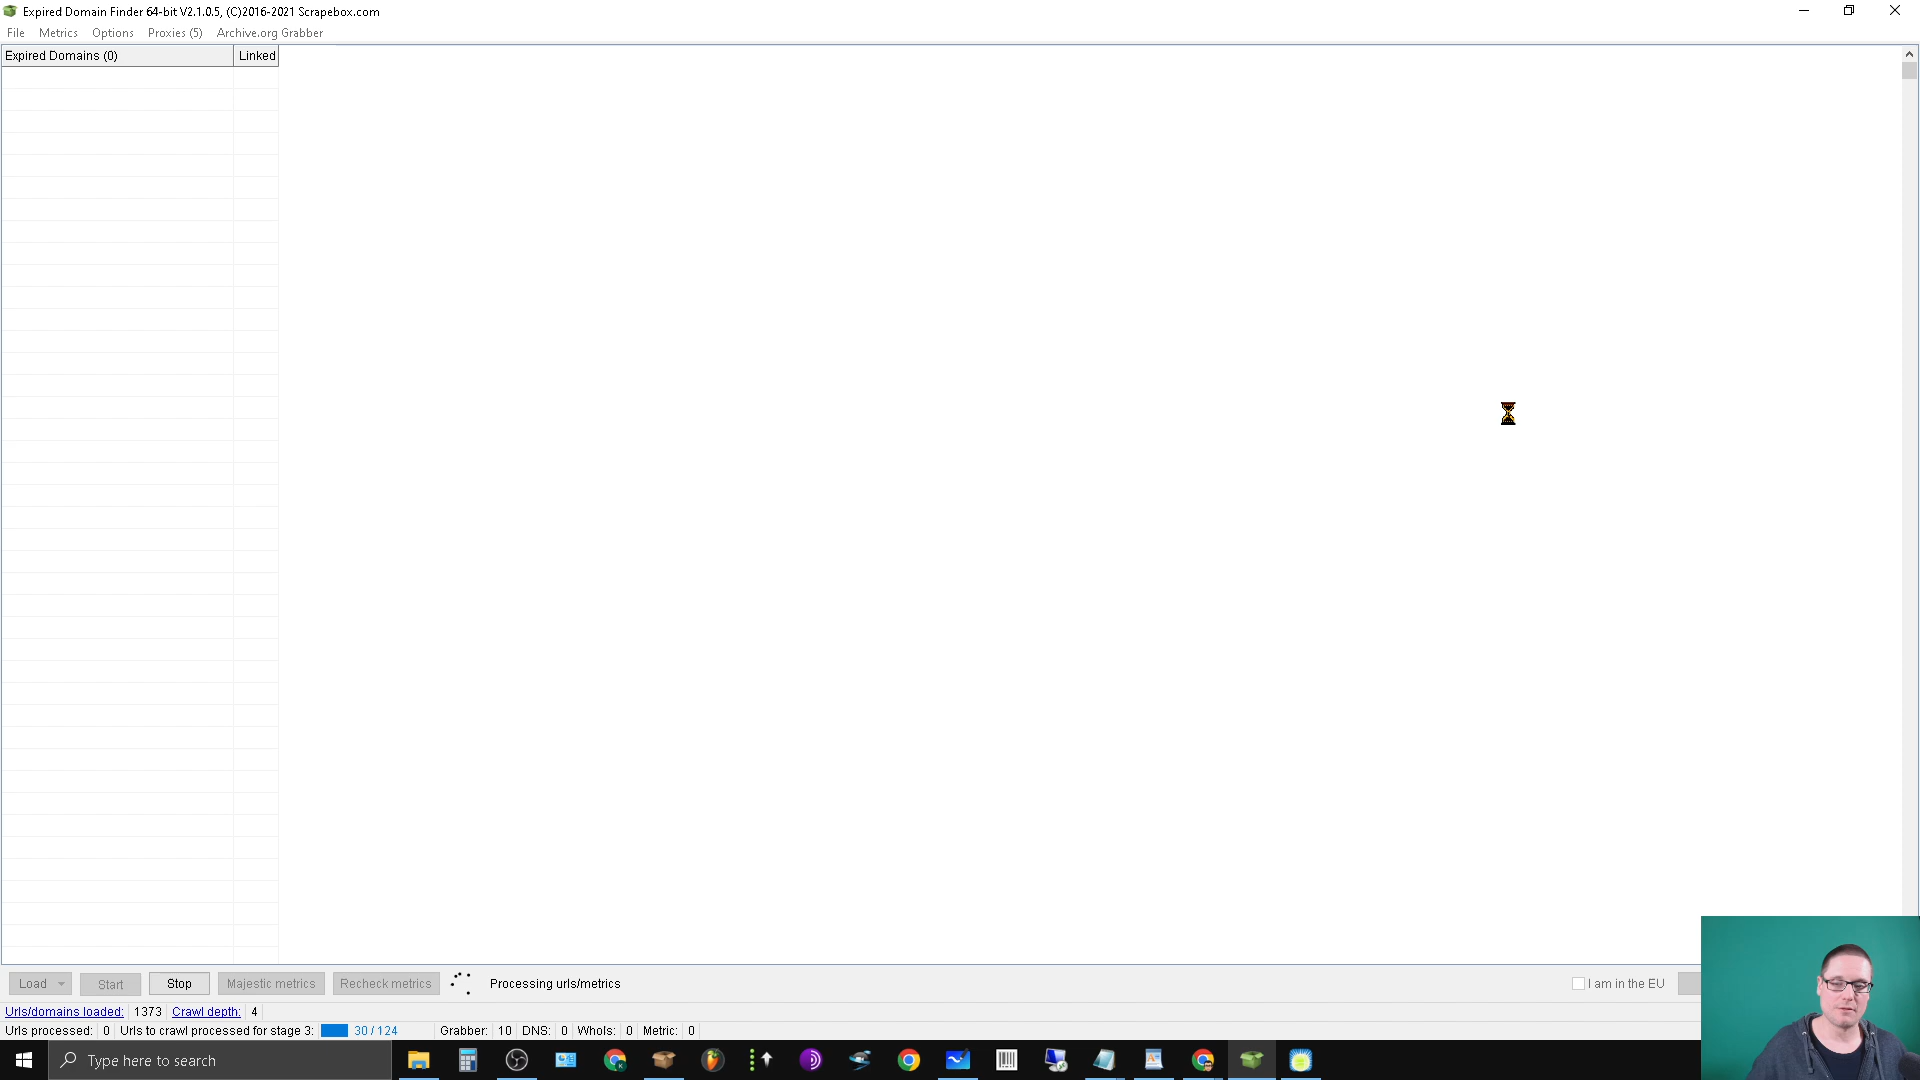 Expired Domain Finder 64-bit V2.1.0.5, (C)2016-2021 Scrapebox.com
File Metrics Options Proxies (5) Archive.org Grabber
Expired Domains (0) Linked
Load Start Stop Majestic metrics Recheck metrics Processing urls/metrics I am in the EU
Urls/domains loaded: 1373 Crawl depth: 4
Urls processed: 0 Urls to crawl processed for stage 3: 30 / 124 Grabber: 10 DNS: 0 WhoIs: 0 Metric: 0
Type here to search